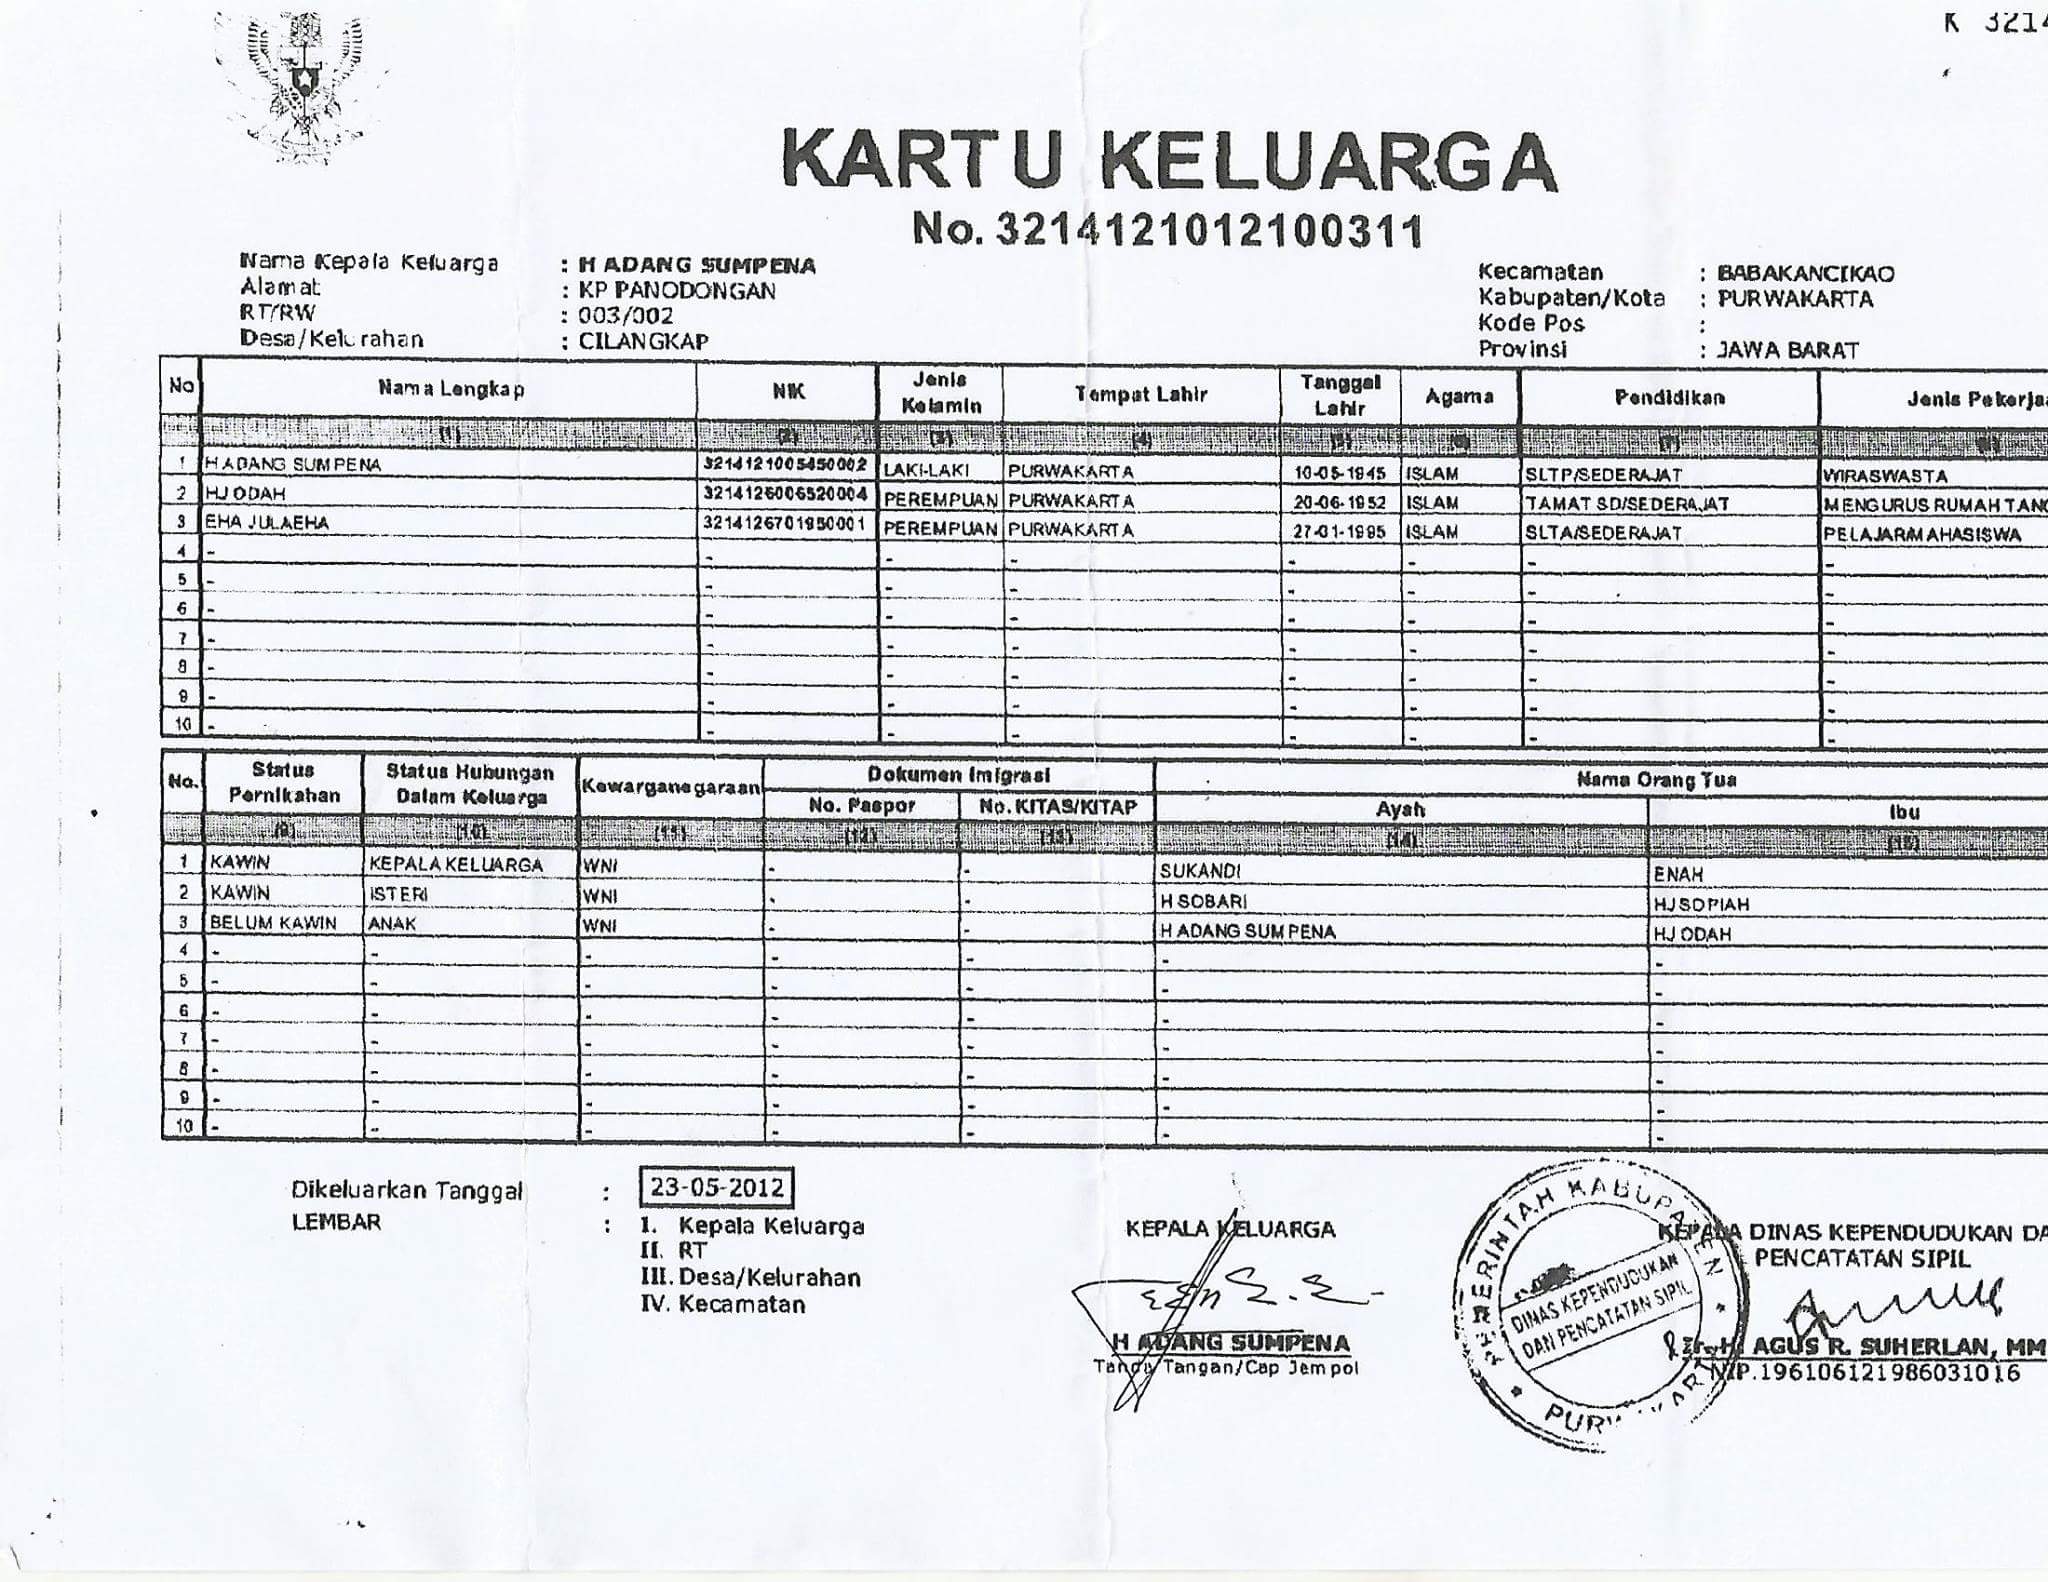 K 3214
KARTU KELUARGA
No. 3214121012100311
Nama Kepala Keluarga : H ADANG SUMPENA
Alamat : KP PANODONGAN
RT/RW : 003/002
Desa/Kelurahan : CILANGKAP
Kecamatan : BABAKANCIKAO
Kabupaten/Kota : PURWAKARTA
Kode Pos :
Provinsi : JAWA BARAT
No Nama Lengkap NIK Jenis Kelamin Tempat Lahir Tanggal Lahir Agama Pendidikan Jenis Pekerja
(1) (2) (3) (4) (5) (6) (7) (8)
1 H ADANG SUMPENA 3214121005450002 LAKI-LAKI PURWAKARTA 10-05-1945 ISLAM SLTP/SEDERAJAT WIRASWASTA
2 HJ ODAH 3214126006520004 PEREMPUAN PURWAKARTA 20-06-1952 ISLAM TAMAT SD/SEDERAJAT MENGURUS RUMAH TANG
3 EHA JULAEHA 3214126701950001 PEREMPUAN PURWAKARTA 27-01-1995 ISLAM SLTA/SEDERAJAT PELAJAR/MAHASISWA
4 - - - - - - - -
5 - - - - - - - -
6 - - - - - - - -
7 - - - - - - - -
8 - - - - - - - -
9 - - - - - - - -
10 - - - - - - - -
No. Status Pernikahan Status Hubungan Dalam Keluarga Kewarganegaraan Dokumen Imigrasi Nama Orang Tua
No. Paspor No. KITAS/KITAP Ayah Ibu
(9) (10) (11) (12) (13) (14) (15)
1 KAWIN KEPALA KELUARGA WNI - - SUKANDI ENAH
2 KAWIN ISTERI WNI - - H SOBARI HJ SOPIAH
3 BELUM KAWIN ANAK WNI - - H ADANG SUMPENA HJ ODAH
4 - - - - - - -
5 - - - - - - -
6 - - - - - - -
7 - - - - - - -
8 - - - - - - -
9 - - - - - - -
10 - - - - - - -
Dikeluarkan Tanggal : 23-05-2012
LEMBAR : I. Kepala Keluarga
II. RT
III. Desa/Kelurahan
IV. Kecamatan
KEPALA KELUARGA
H ADANG SUMPENA
Tanda Tangan/Cap Jempol
KEPALA DINAS KEPENDUDUKAN DA
PENCATATAN SIPIL
H. AGUS R. SUHERLAN, MM
NIP.196106121986031016
PEMERINTAH KABUPATEN
DINAS KEPENDUDUKAN
DAN PENCATATAN SIPIL
PURWAKARTA